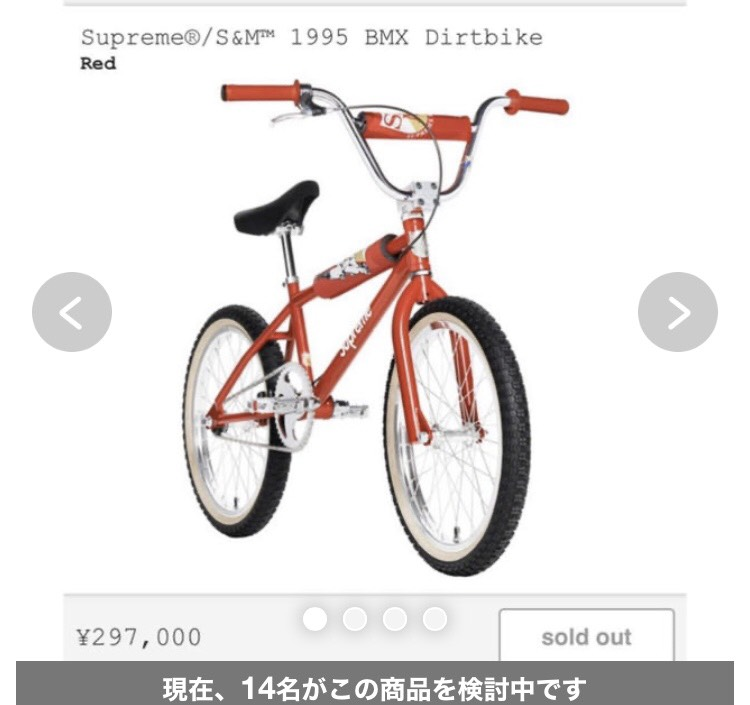 Supreme®/S&M™ 1995 BMX Dirtbike
Red
S
Supreme
¥297,000
sold out
現在、14名がこの商品を検討中です